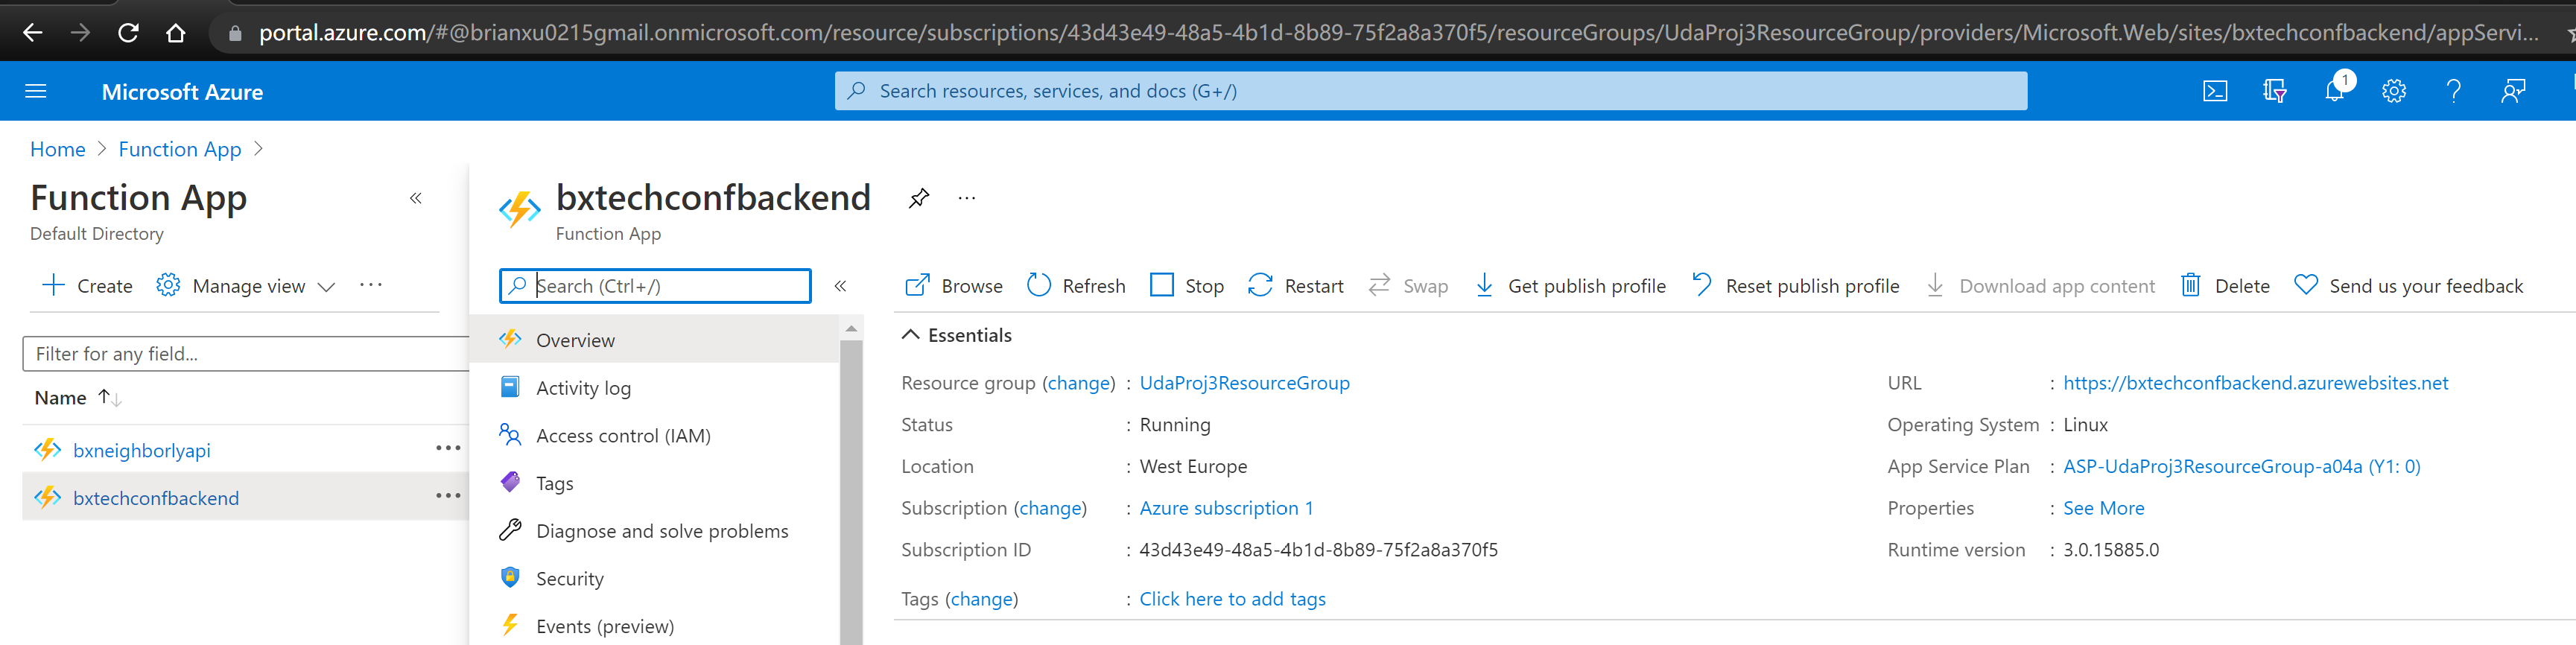 portal.azure.com/#@brianxu0215gmail.onmicrosoft.com/resource/subscriptions/43d43e49-48a5-4b1d-8b89-75f2a8a370f5/resourceGroups/UdaProj3ResourceGroup/providers/Microsoft.Web/sites/bxtechconfbackend/appServi...
Microsoft Azure
Search resources, services, and docs (G+/)
1
Home > Function App >
Function App
Default Directory
Create
Manage view
Filter for any field...
Name
bxneighborlyapi
bxtechconfbackend
bxtechconfbackend
Function App
Search (Ctrl+/)
Overview
Activity log
Access control (IAM)
Tags
Diagnose and solve problems
Security
Events (preview)
Browse Refresh Stop Restart Swap Get publish profile Reset publish profile Download app content Delete Send us your feedback
Essentials
Resource group (change) : UdaProj3ResourceGroup
Status : Running
Location : West Europe
Subscription (change) : Azure subscription 1
Subscription ID : 43d43e49-48a5-4b1d-8b89-75f2a8a370f5
Tags (change) : Click here to add tags
URL : https://bxtechconfbackend.azurewebsites.net
Operating System : Linux
App Service Plan : ASP-UdaProj3ResourceGroup-a04a (Y1: 0)
Properties : See More
Runtime version : 3.0.15885.0